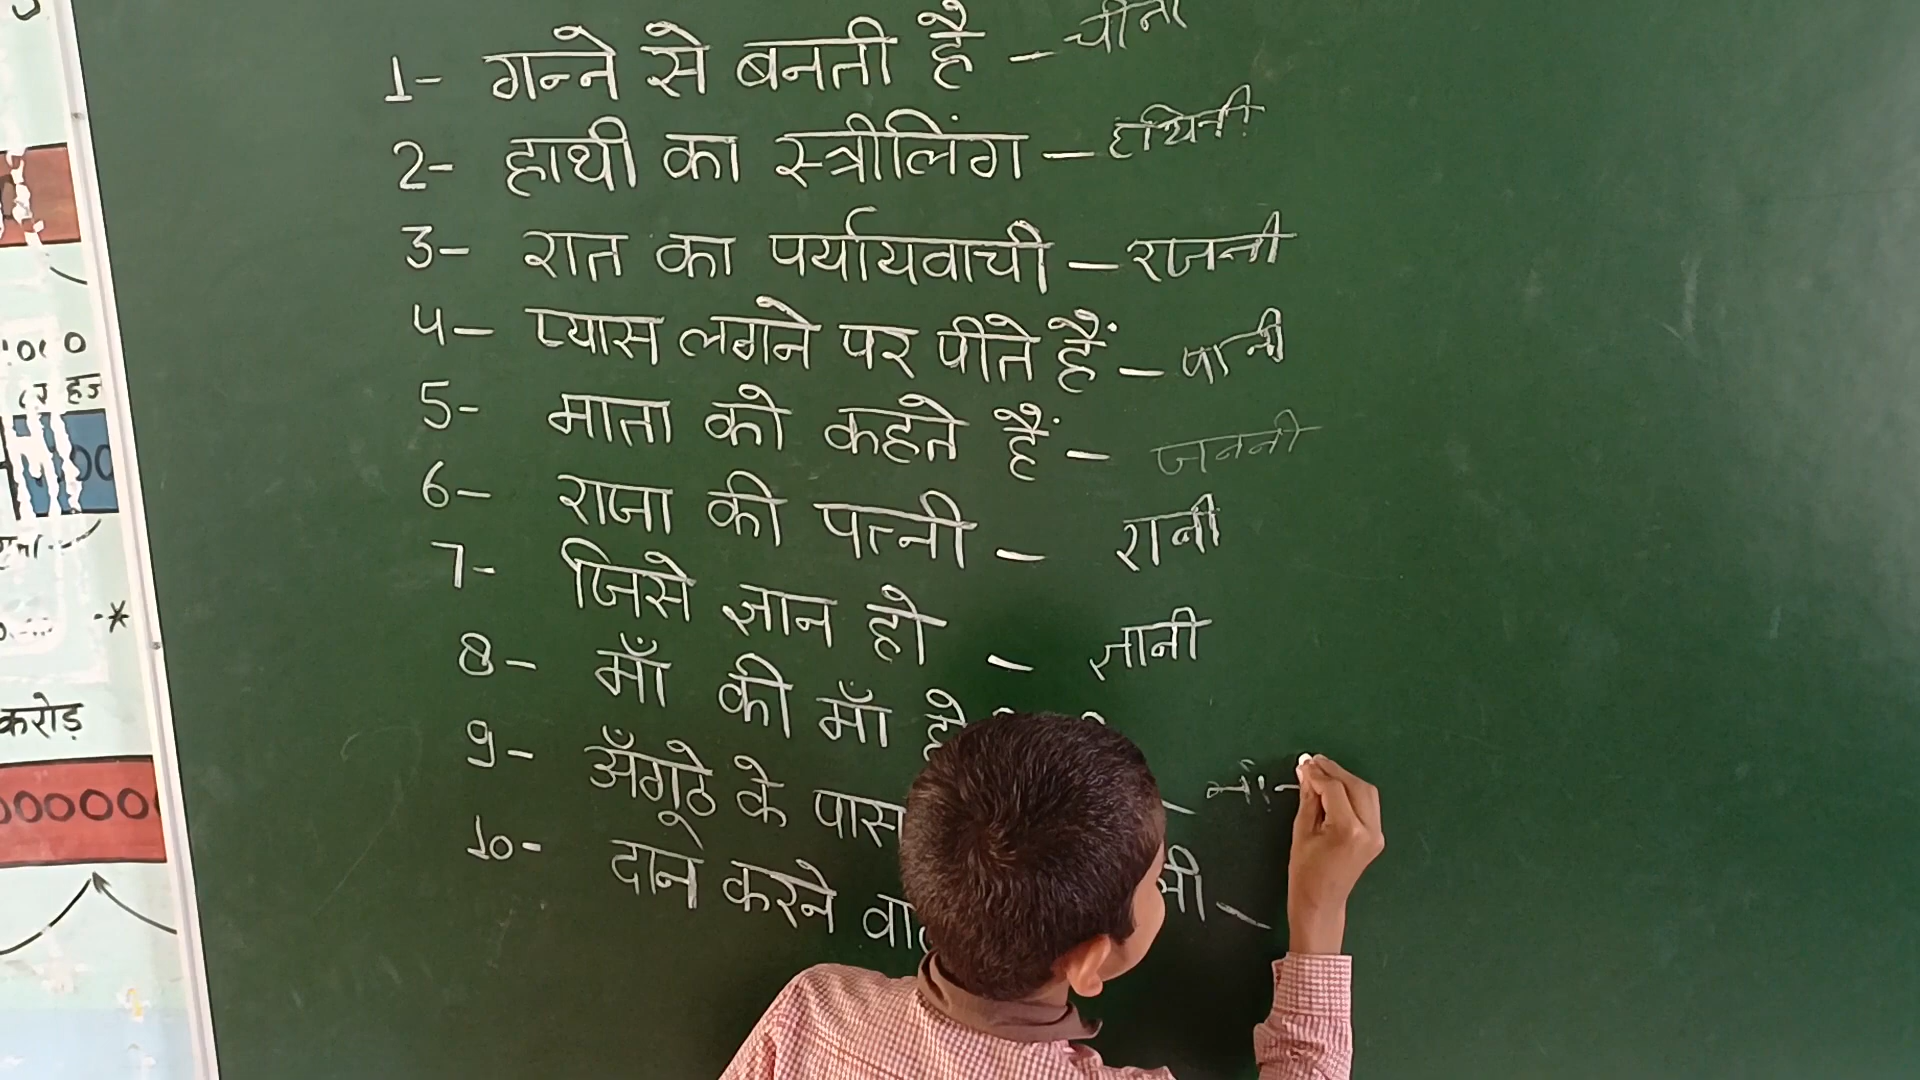 1- गन्ने से बनती है - चीनी
2- हाथी का स्त्रीलिंग - हथिनी
3- रात का पर्यायवाची - रजनी
4- प्यास लगने पर पीते हैं - पानी
5- माता को कहते हैं - जननी
6- राजा की पत्नी - रानी
7- जिसे ज्ञान हो - ज्ञानी
8- माँ की माँ
9- अँगूठे के पास
10- दान करने
करोड़